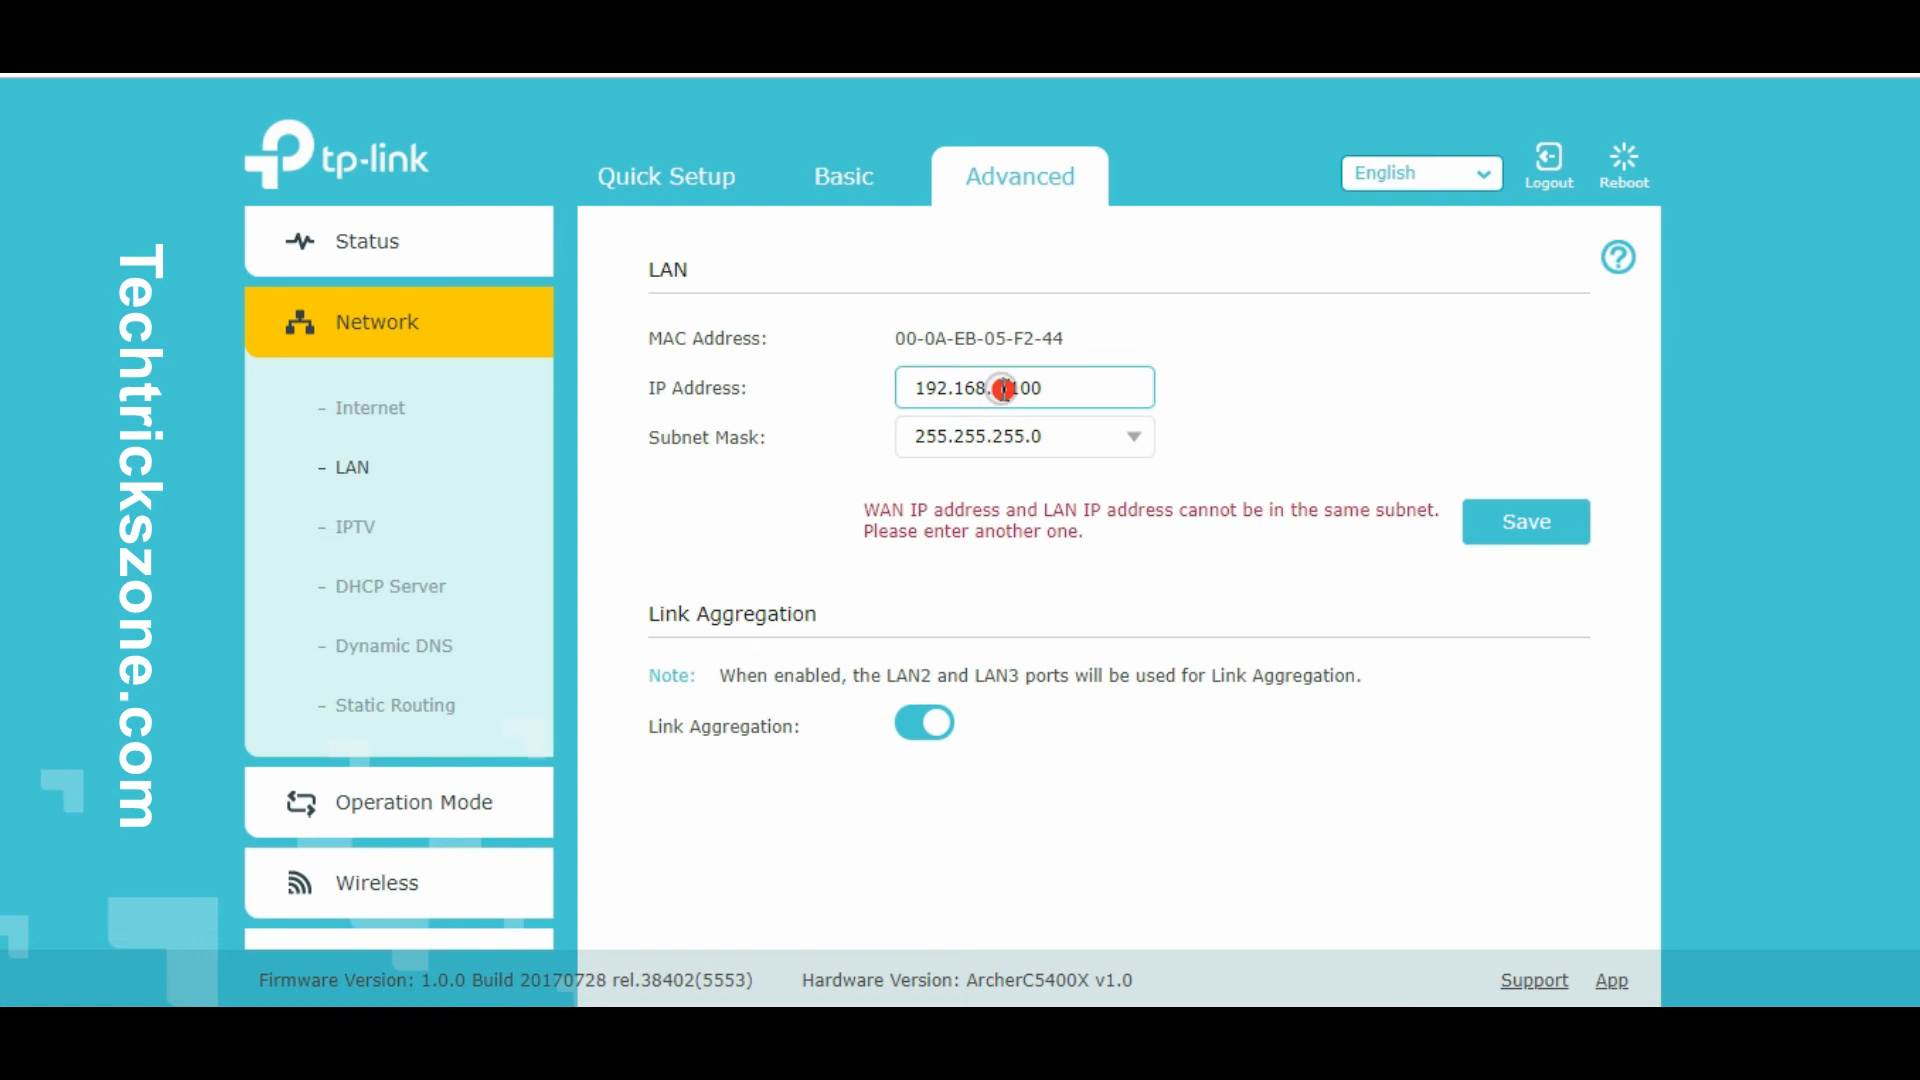 tp-link
Quick Setup
Basic
Advanced
English
Logout
Reboot
Techtrickszone.com
Status
Network
- Internet
- LAN
- IPTV
- DHCP Server
- Dynamic DNS
- Static Routing
Operation Mode
Wireless
LAN
MAC Address: 00-0A-EB-05-F2-44
IP Address: 192.168. 100
Subnet Mask: 255.255.255.0
WAN IP address and LAN IP address cannot be in the same subnet.
Please enter another one.
Save
Link Aggregation
Note: When enabled, the LAN2 and LAN3 ports will be used for Link Aggregation.
Link Aggregation:
Firmware Version: 1.0.0 Build 20170728 rel.38402(5553) Hardware Version: ArcherC5400X v1.0 Support App